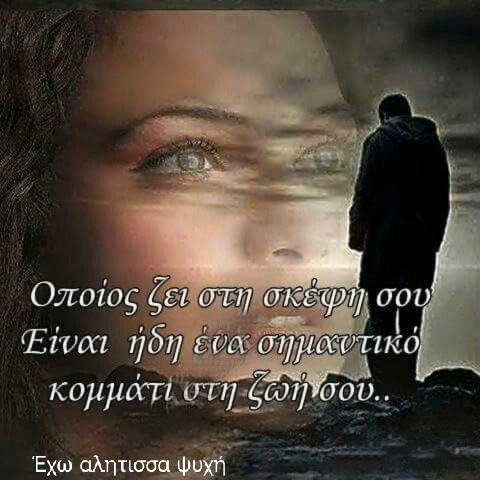 Οποίος ζει στη σκέψη σου
Είναι ήδη ένα σημαντικό
κομμάτι στη ζωή σου..
Έχω αλητισσα ψυχή